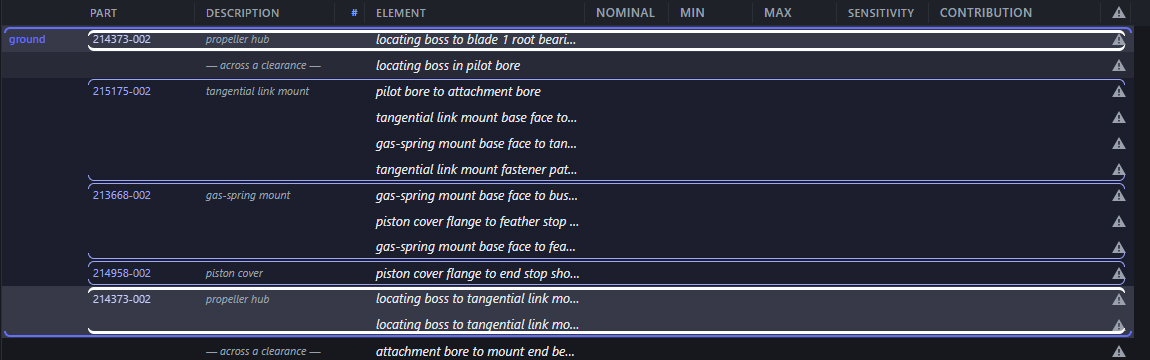 PART DESCRIPTION # ELEMENT NOMINAL MIN MAX SENSITIVITY CONTRIBUTION
ground 214373-002 propeller hub locating boss to blade 1 root beari...
— across a clearance — locating boss in pilot bore
215175-002 tangential link mount pilot bore to attachment bore
tangential link mount base face to...
gas-spring mount base face to tan...
tangential link mount fastener pat...
213668-002 gas-spring mount gas-spring mount base face to bus...
piston cover flange to feather stop ...
gas-spring mount base face to fea...
214958-002 piston cover piston cover flange to end stop sho...
214373-002 propeller hub locating boss to tangential link mo...
locating boss to tangential link mo...
— across a clearance — attachment bore to mount end be...